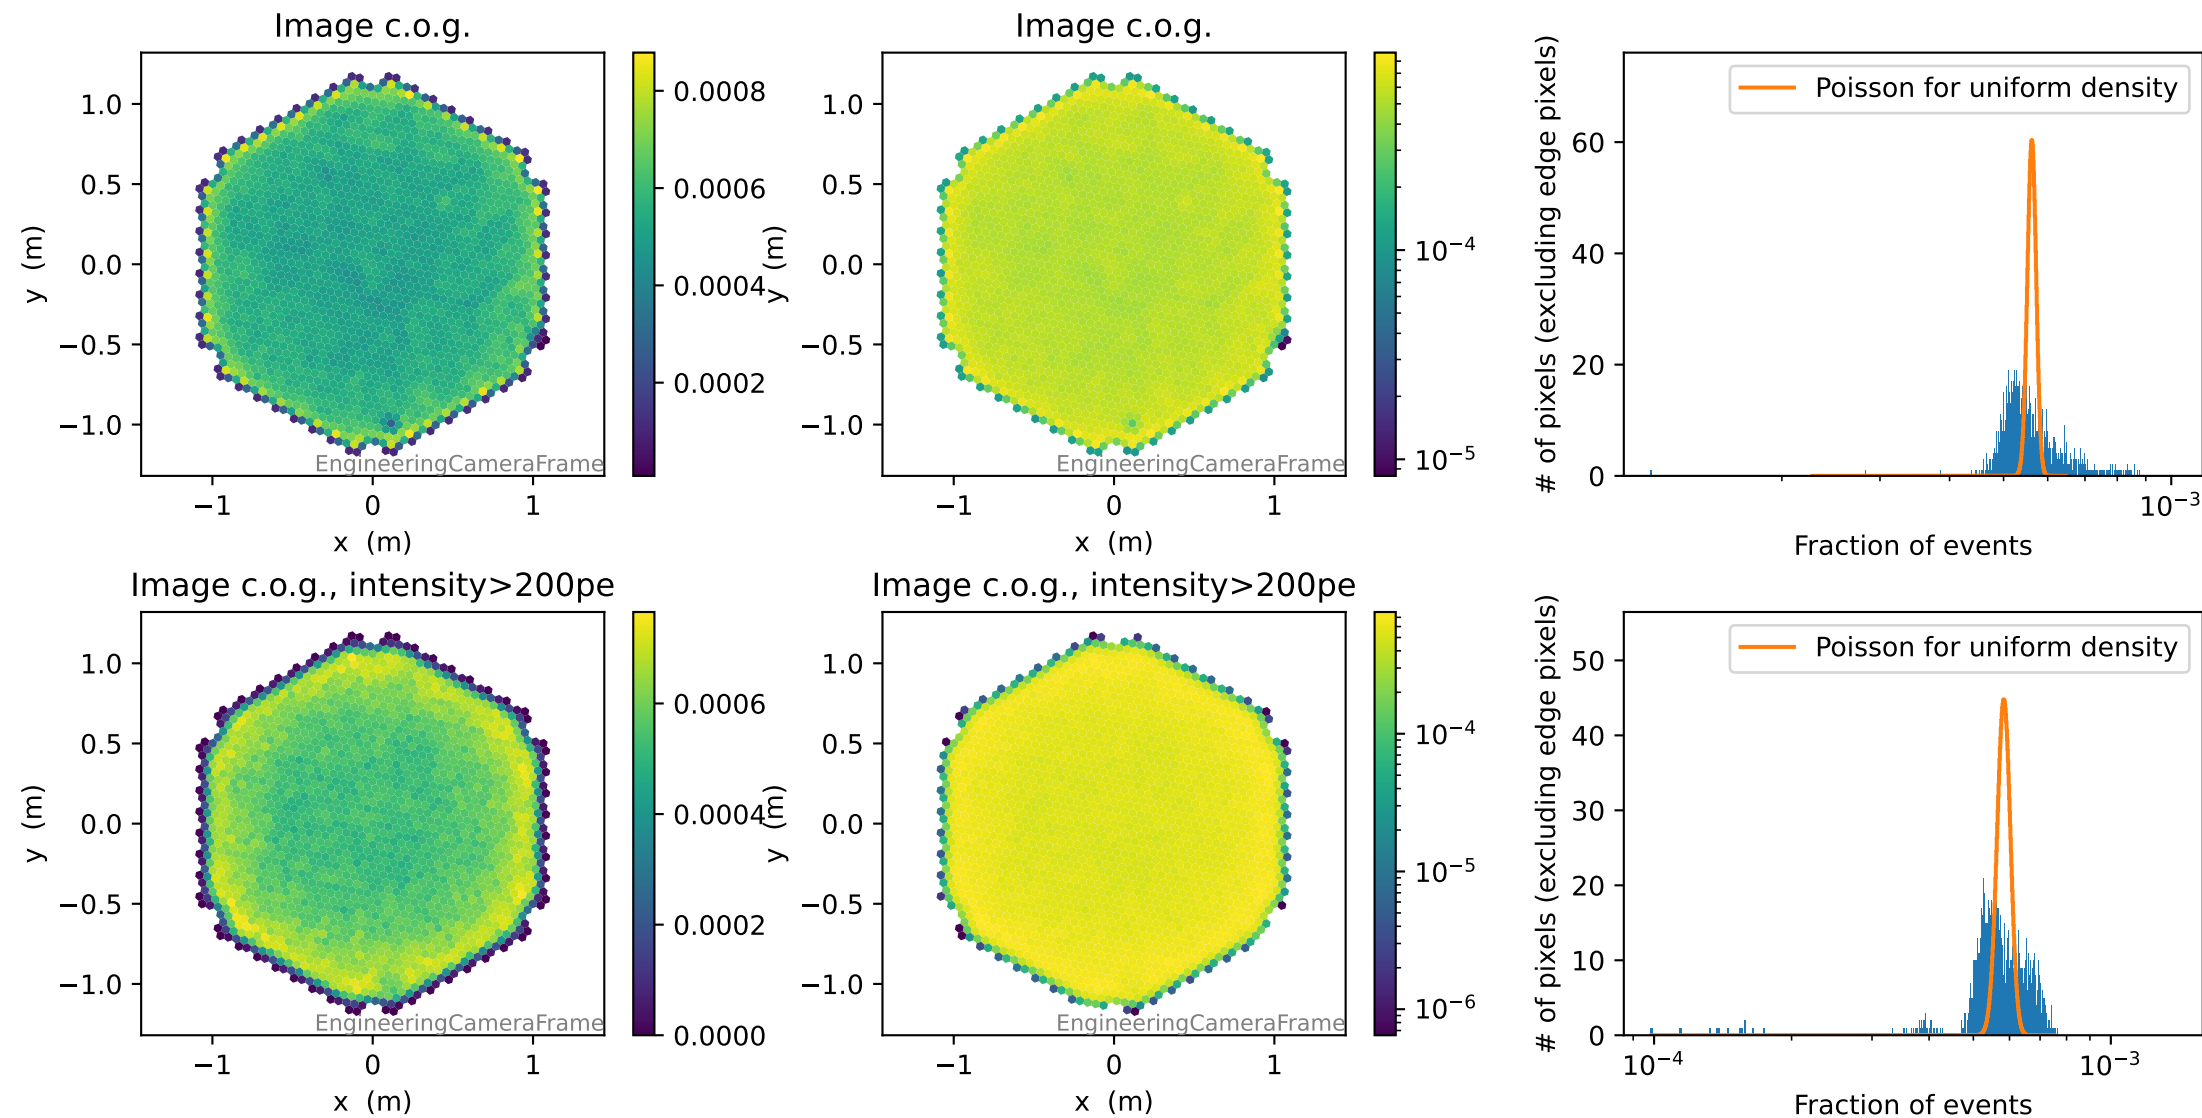 Image c.o.g.
1.0
0.5
0.0
−0.5
−1.0
y (m)
−1
0
1
x (m)
EngineeringCameraFrame
0.0008
0.0006
0.0004
0.0002
Image c.o.g.
1.0
0.5
0.0
−0.5
−1.0
y (m)
−1
0
1
x (m)
EngineeringCameraFrame
10⁻⁴
10⁻⁵
# of pixels (excluding edge pixels)
60
40
20
0
Poisson for uniform density
10⁻³
Fraction of events
Image c.o.g., intensity>200pe
1.0
0.5
0.0
−0.5
−1.0
y (m)
−1
0
1
x (m)
EngineeringCameraFrame
0.0006
0.0004
0.0002
0.0000
Image c.o.g., intensity>200pe
1.0
0.5
0.0
−0.5
−1.0
y (m)
−1
0
1
x (m)
EngineeringCameraFrame
10⁻⁴
10⁻⁵
10⁻⁶
# of pixels (excluding edge pixels)
50
40
30
20
10
0
Poisson for uniform density
10⁻⁴
10⁻³
Fraction of events